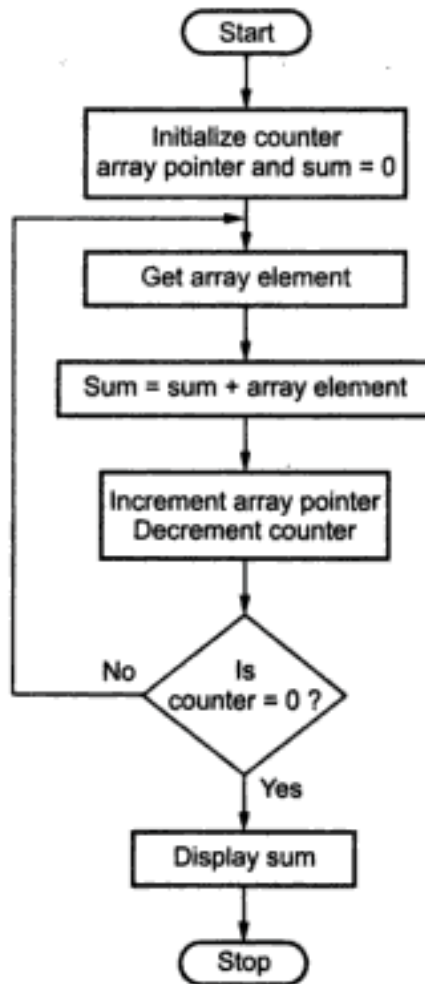 Start
Initialize counter
array pointer and sum = 0
Get array element
Sum = sum + array element
Increment array pointer
Decrement counter
No
Is
counter = 0 ?
Yes
Display sum
Stop